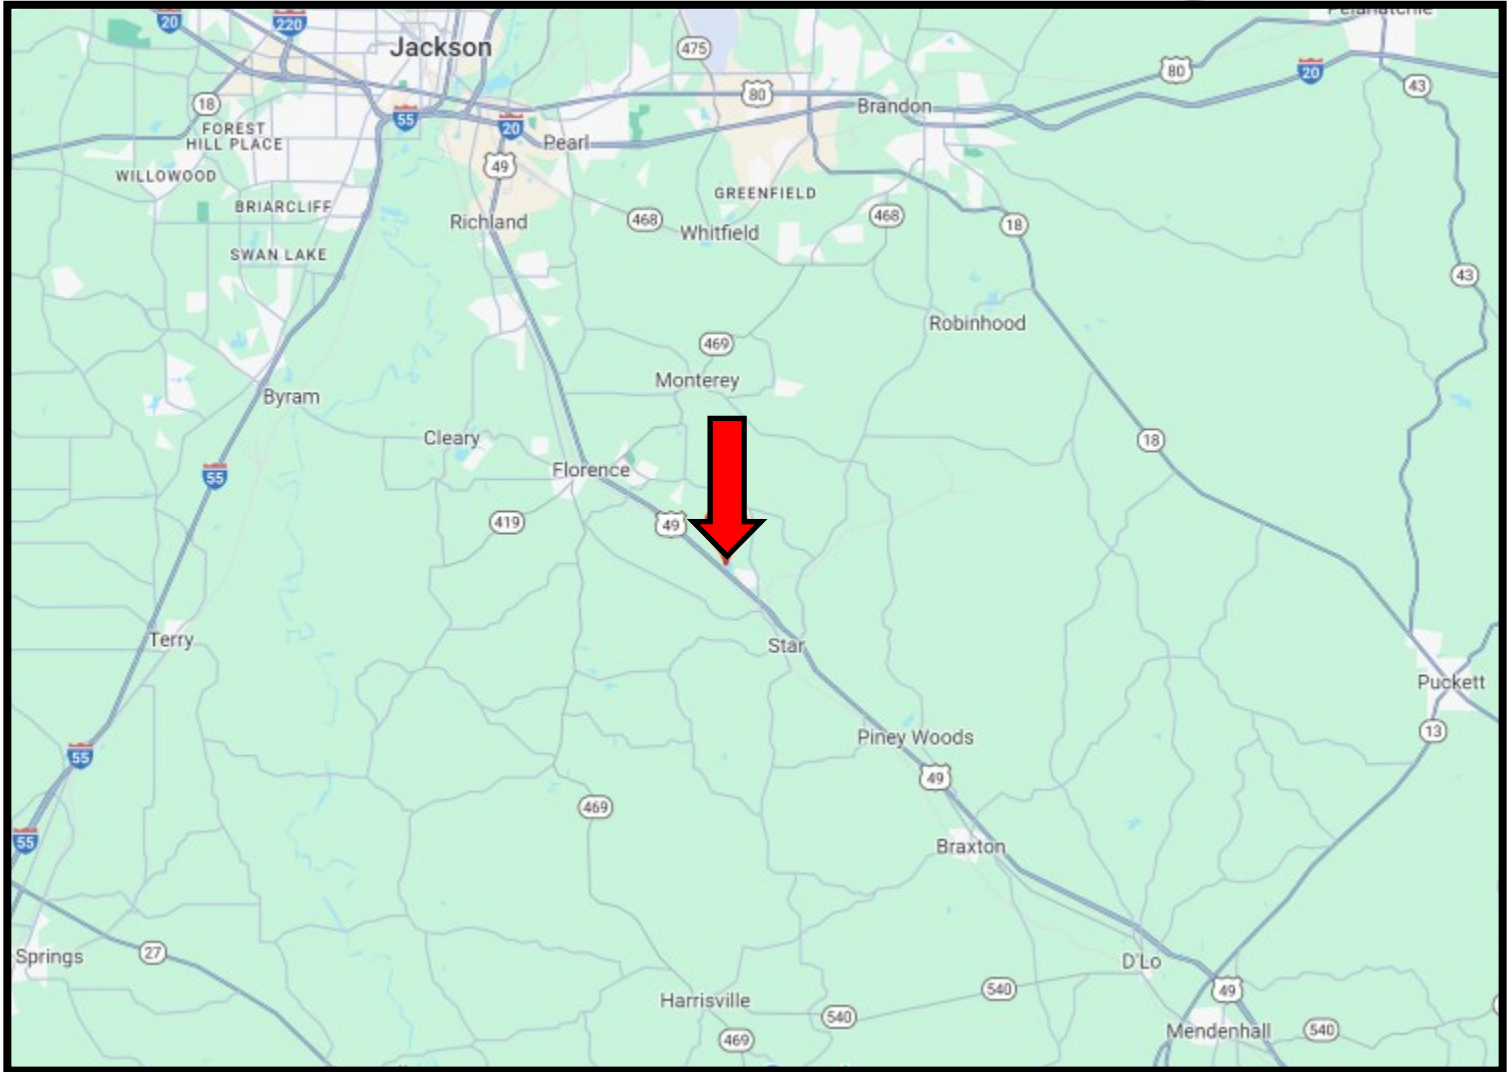 Pelahatchie
20
220
Jackson
475
80
20
80
43
18
Brandon
55
20
FOREST
HILL PLACE
Pearl
49
WILLOWOOD
GREENFIELD
BRIARCLIFF
Richland
468
Whitfield
468
18
SWAN LAKE
43
Robinhood
469
Monterey
Byram
Cleary
18
Florence
55
419
49
Terry
Star
Puckett
Piney Woods
13
55
49
469
55
Braxton
Springs
27
D'Lo
540
49
Harrisville
540
Mendenhall
540
469